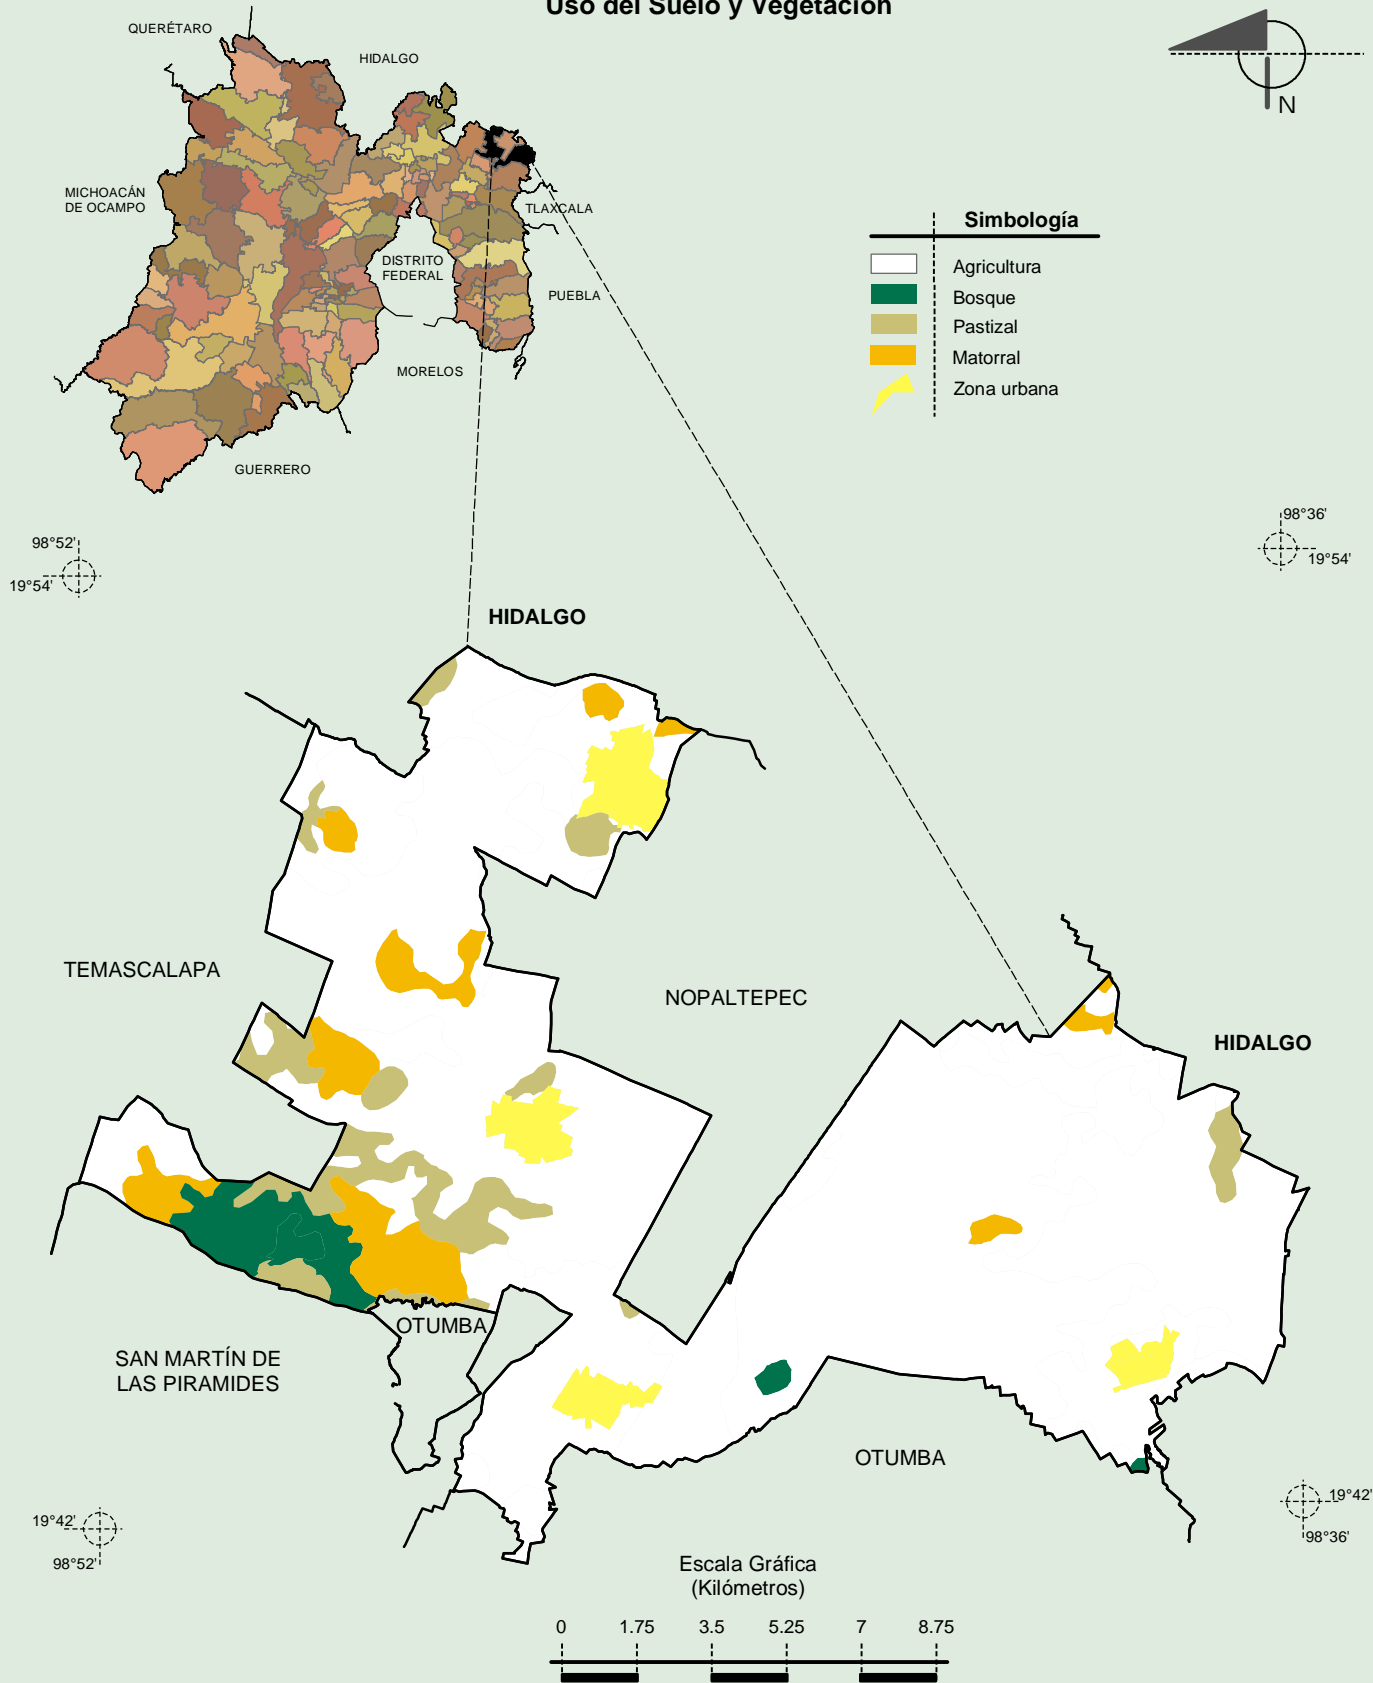 Uso del Suelo y Vegetación
QUERÉTARO
HIDALGO
N
MICHOACÁN
DE OCAMPO
TLAXCALA
DISTRITO
FEDERAL
PUEBLA
MORELOS
GUERRERO
Simbología
Agricultura
Bosque
Pastizal
Matorral
Zona urbana
98°52'
19°54'
98°36'
19°54'
HIDALGO
TEMASCALAPA
NOPALTEPEC
HIDALGO
OTUMBA
SAN MARTÍN DE
LAS PIRAMIDES
OTUMBA
19°42'
98°52'
19°42'
98°36'
Escala Gráfica
(Kilómetros)
0 1.75 3.5 5.25 7 8.75